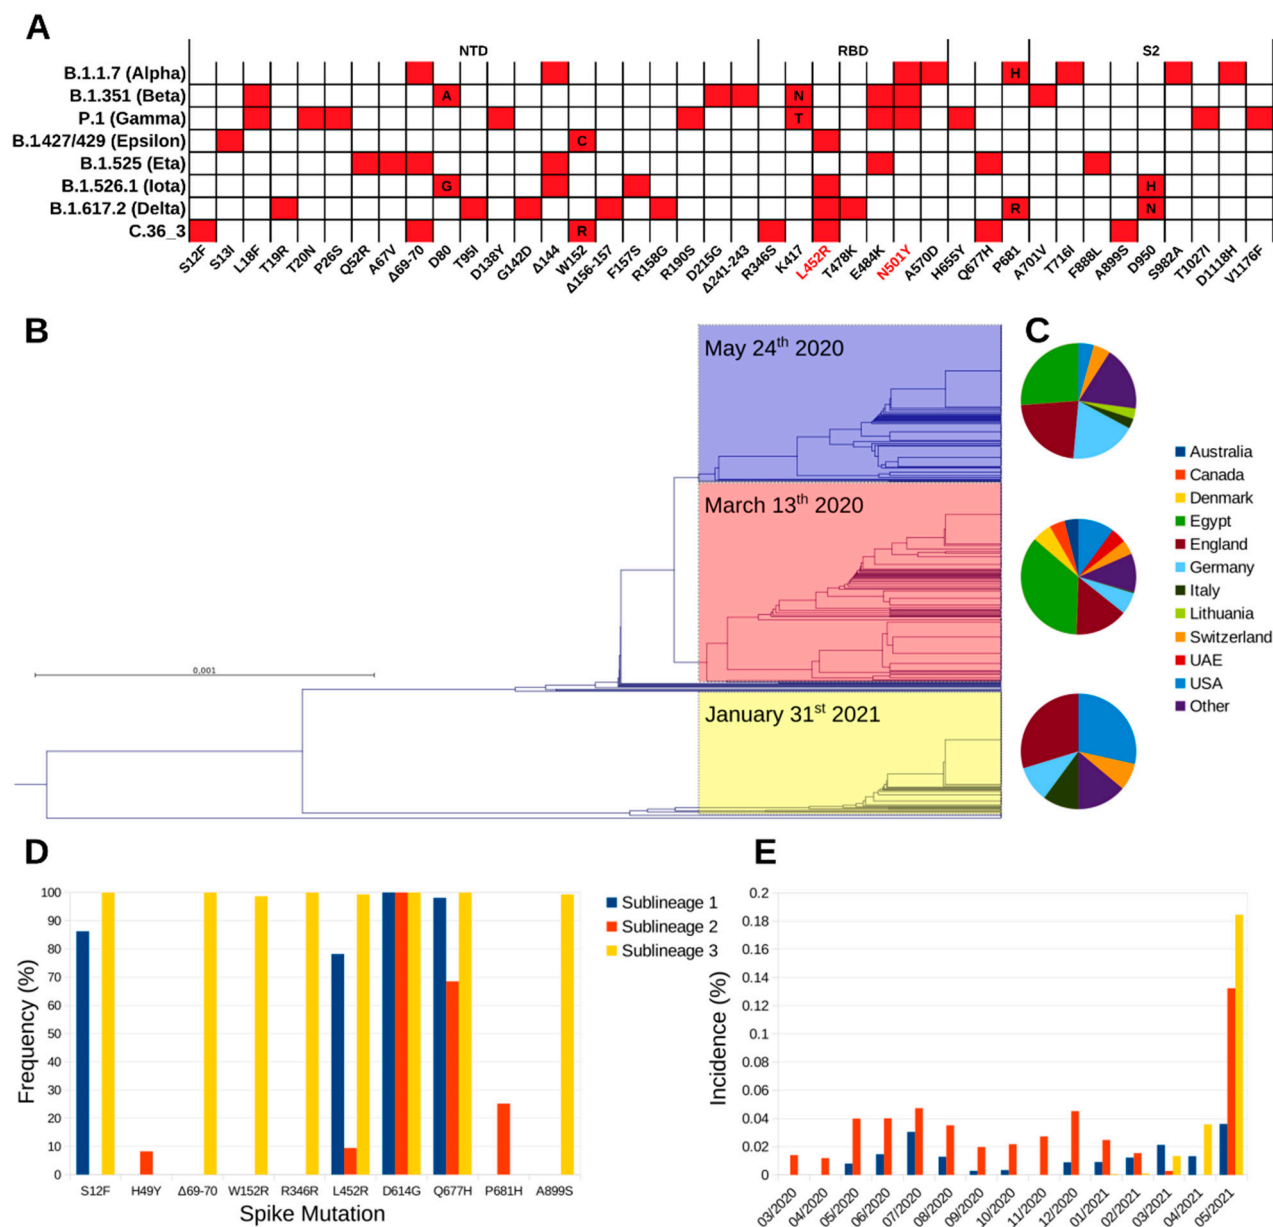 A
NTD RBD S2
B.1.1.7 (Alpha) H
B.1.351 (Beta) A N
P.1 (Gamma) T
B.1.427/429 (Epsilon) C
B.1.525 (Eta)
B.1.526.1 (Iota) G H
B.1.617.2 (Delta) R N
C.36_3 R
S12F S13I L18F T19R T20N P26S Q52R A67V Δ69-70 D80 T95I D138Y G142D Δ144 W152 Δ156-157 F157S R158G R190S D215G Δ241-243 R346S K417 L452R T478K E484K N501Y A570D H655Y Q677H P681 A701V T716I F888L A899S D950 S982A T1027I D1118H V1176F
B
C
May 24th 2020
March 13th 2020
January 31st 2021
0,001
Australia
Canada
Denmark
Egypt
England
Germany
Italy
Lithuania
Switzerland
UAE
USA
Other
D
Frequency (%)
100
90
80
70
60
50
40
30
20
10
0
S12F H49Y Δ69-70 W152R R346R L452R D614G Q677H P681H A899S
Spike Mutation
Sublineage 1
Sublineage 2
Sublineage 3
E
Incidence (%)
0.2
0.18
0.16
0.14
0.12
0.1
0.08
0.06
0.04
0.02
0
03/2020 04/2020 05/2020 06/2020 07/2020 08/2020 09/2020 10/2020 11/2020 12/2020 01/2021 02/2021 03/2021 04/2021 05/2021